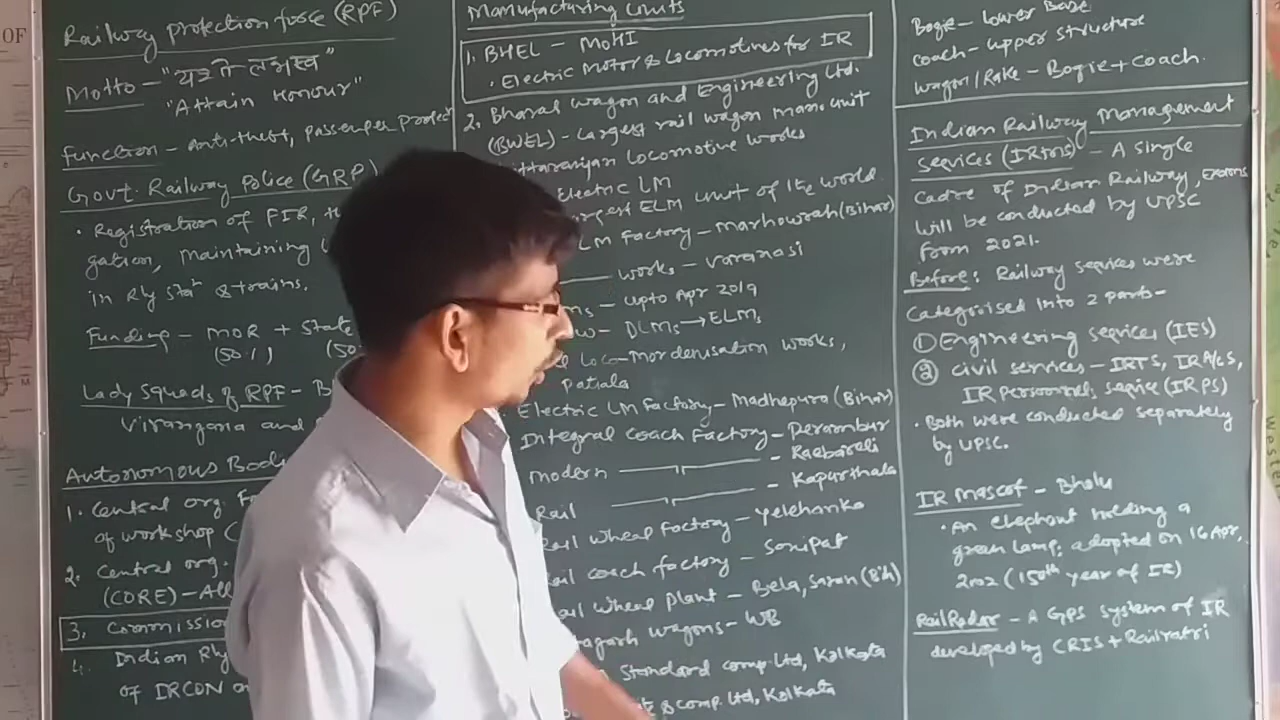 OF
Railway protection force (RPF)
Motto - "यशो लभस्व"
"Attain Honour"
Function - anti-theft, passenger protect
Govt. Railway Police (GRP)
• Registration of FIR,
gation, maintaining
in Rly Statn & trains.
Funding - MOR + State
(50%) (50
Lady Squads of RPF - B
Virangana and
Autonomous Bod
1. Central org. F
of workshop (
2. Central org.
(CORE) - All
3. Commissio
4. Indian Rly
of IRCON
Manufacturing Units
1. BHEL - MoHI
• Electric Motor & Locomotives for IR
2. Bharat wagon and Engineering Ltd.
(BWEL) - Largest rail wagon manu. unit
ittaranjan Locomotive works
Electric LM
argest ELM unit of the world
LM Factory - Marhowrah (Bihar)
works - Varanasi
ms - upto Apr 2019
w - DLMs → ELMs
Loco-mordenisation works,
Patiala
Electric LM Factory - Madhepura (Bihar)
Integral Coach Factory - Perambur
Modern —〃— - Raebareli
Rail —〃— - Kapurthala
Rail Wheel Factory - Yelehanka
ail coach factory - Sonipat
ail Wheel plant - Bela, Saran (Bih)
agarh wagons - WB
n Standard comp. Ltd, Kolkata
& comp. Ltd, Kolkata
Bogie - Lower Base
Coach - upper structure
Wagon/Rake - Bogie + Coach.
Indian Railway Management
Services (IRMS) - A single
Cadre of Indian Railway, Exams
will be conducted by UPSC
from 2021.
Before: Railway services were
categorised into 2 parts-
① Engineering services (IES)
② Civil services - IRTS, IRA/cS,
IR Personnel service (IRPS)
• Both were conducted separately
by UPSC.
IR Mascot - Bholu
• An elephant holding a
green lamp; adopted on 16 Apr,
2002 (150th year of IR)
RailRadar - A GPS system of IR
developed by CRIS + Railyatri